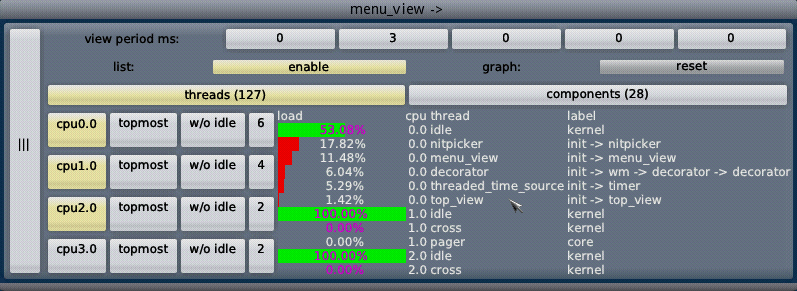 menu_view ->
view period ms: 0 3 0 0 0
list: enable graph: reset
threads (127) components (28)
load cpu thread label
cpu0.0 topmost w/o idle 6
cpu1.0 topmost w/o idle 4
cpu2.0 topmost w/o idle 2
cpu3.0 topmost w/o idle 2
|||
53.08% 0.0 idle kernel
17.82% 0.0 nitpicker init -> nitpicker
11.48% 0.0 menu_view init -> menu_view
6.04% 0.0 decorator init -> wm -> decorator -> decorator
5.29% 0.0 threaded_time_source init -> timer
1.42% 0.0 top_view init -> top_view
100.00% 1.0 idle kernel
0.00% 1.0 cross kernel
0.00% 1.0 pager core
100.00% 2.0 idle kernel
0.00% 2.0 cross kernel